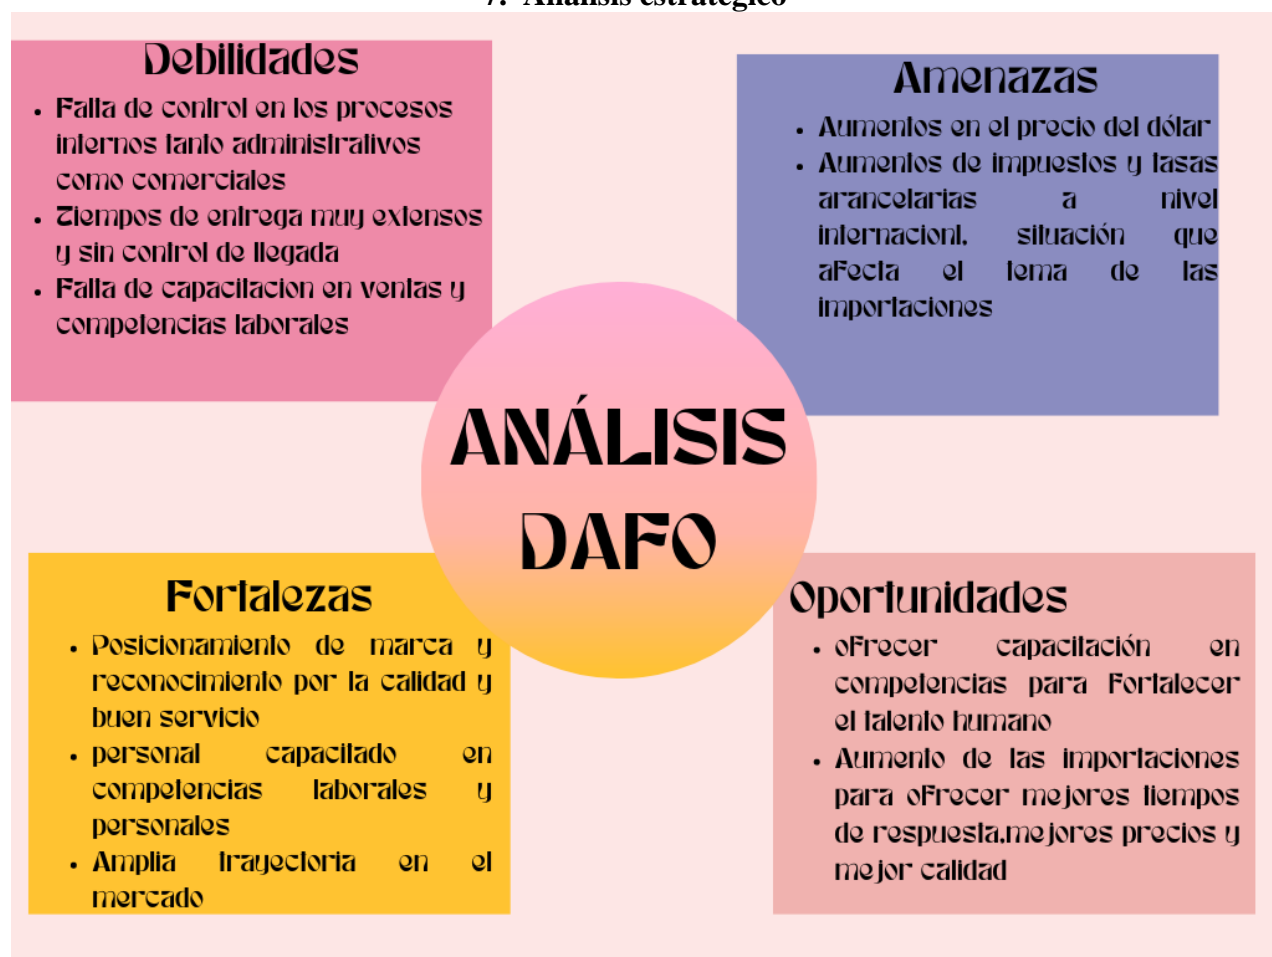 7. Análisis estratégico
Debilidades
• Falta de control en los procesos
internos tanto administrativos
como comerciales
• Tiempos de entrega muy extensos
y sin control de llegada
• Falta de capacitacion en ventas y
competencias laborales
Amenazas
• Aumentos en el precio del dólar
• Aumentos de impuestos y tasas
arancelarias a nivel
internacionl, situación que
afecta el tema de las
importaciones
ANÁLISIS
DAFO
Fortalezas
• Posicionamiento de marca y
reconocimiento por la calidad y
buen servicio
• personal capacitado en
competencias laborales y
personales
• Amplia trayectoria en el
mercado
Oportunidades
• oFrecer capacitación en
competencias para Fortalecer
el talento humano
• Aumento de las importaciones
para oFrecer mejores tiempos
de respuesta,mejores precios y
mejor calidad